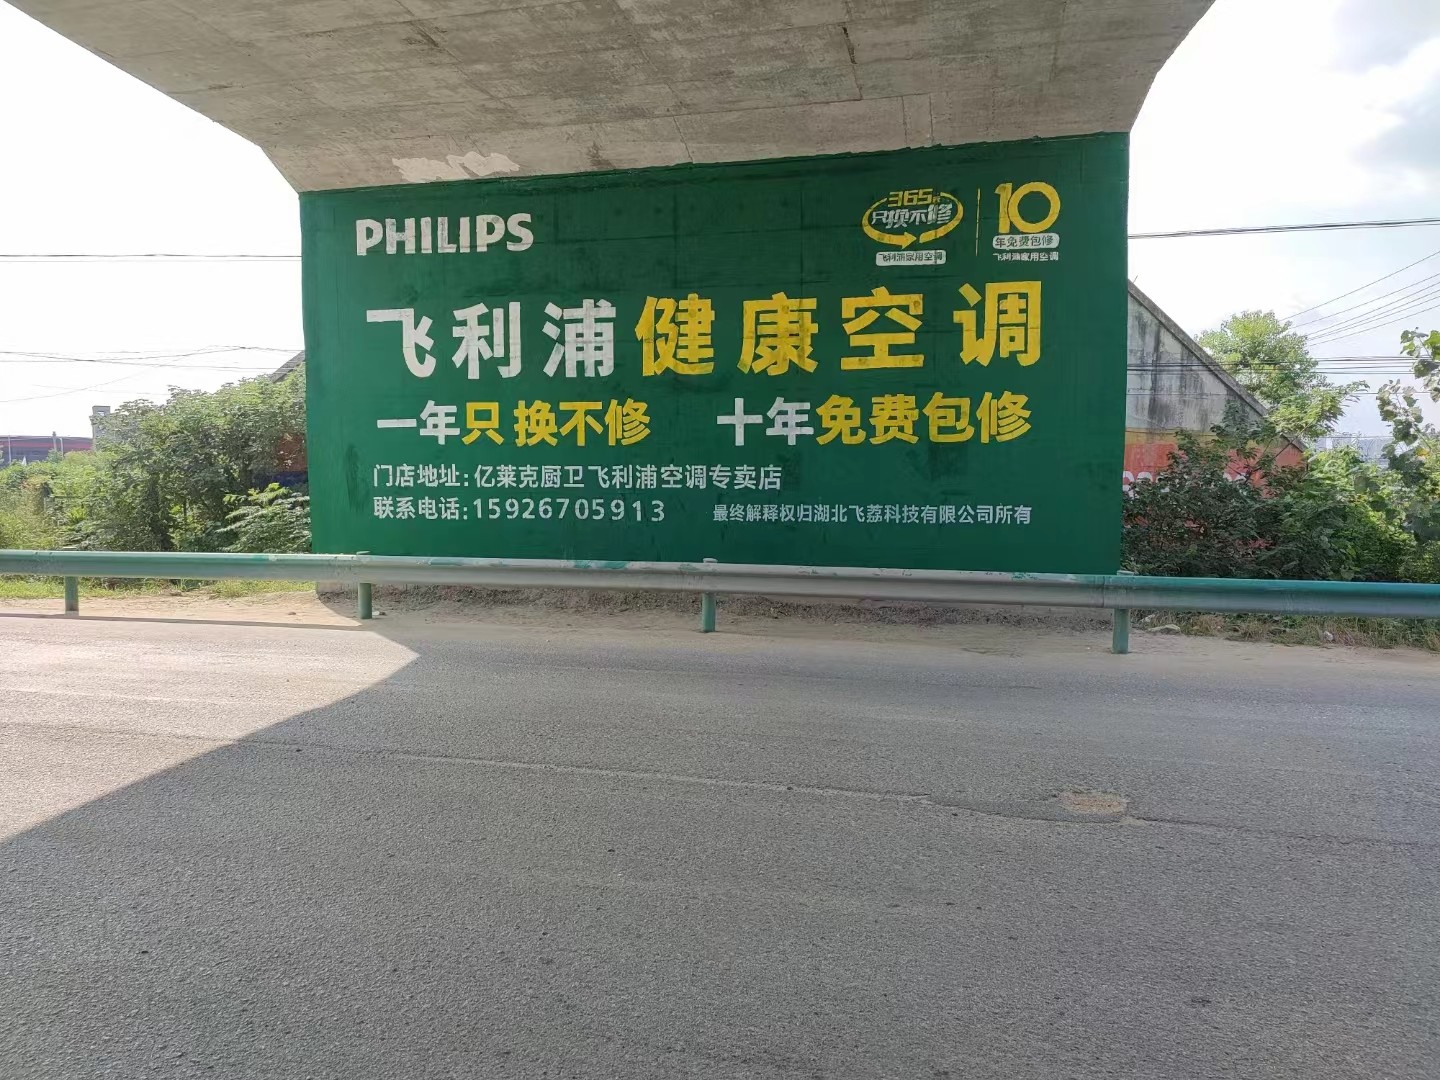 PHILIPS
365天
只换不修
飞利浦家用空调
10
年免费包修
飞利浦家用空调
飞利浦健康空调
一年只换不修 十年免费包修
门店地址:亿莱克厨卫飞利浦空调专卖店
联系电话:15926705913
最终解释权归湖北飞荔科技有限公司所有